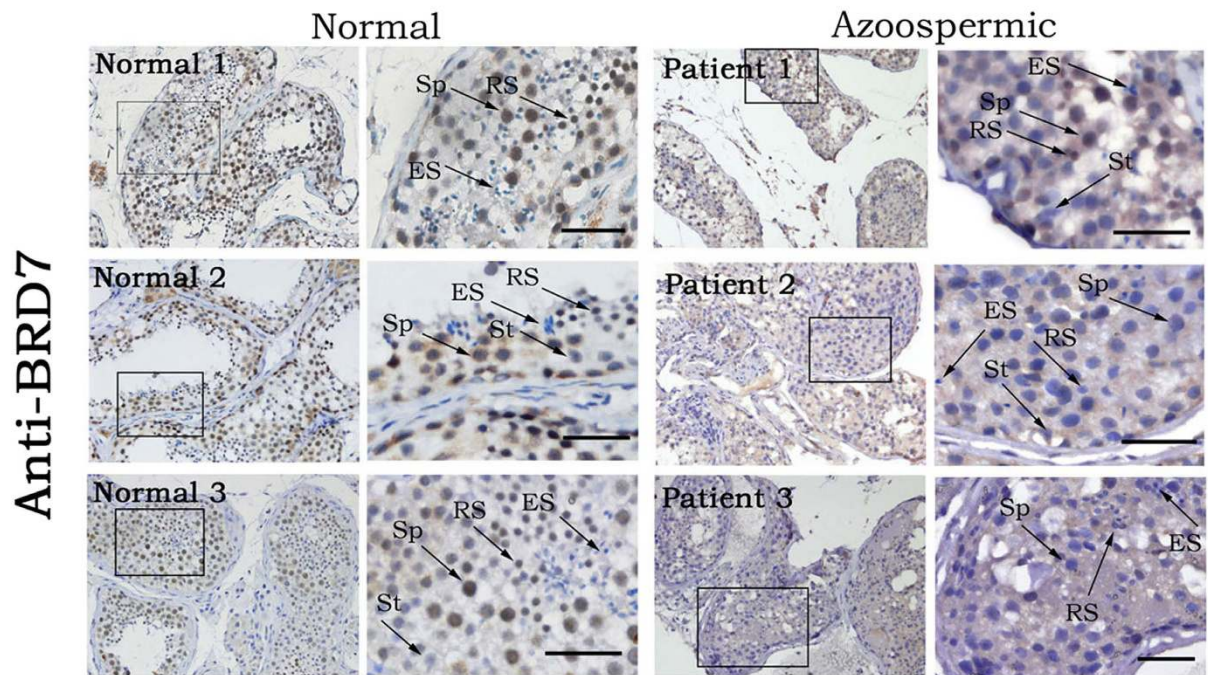 Normal
Azoospermic
Anti-BRD7
Normal 1
Sp
RS
ES
Patient 1
ES
Sp
RS
St
Normal 2
RS
ES
Sp
St
Patient 2
Sp
ES
RS
St
Normal 3
ES
RS
Sp
St
Patient 3
Sp
ES
RS